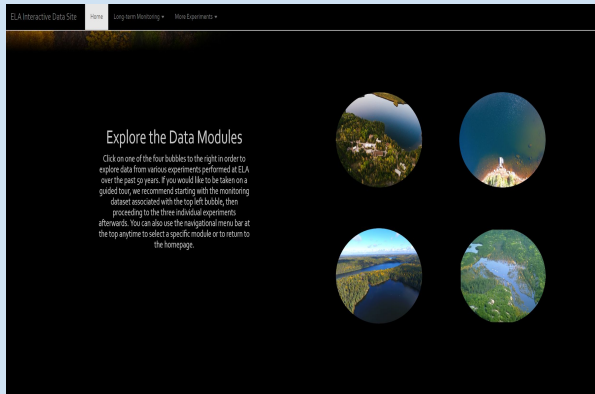 ELA Interactive Data Site Home Long-term Monitoring More Experiments
Explore the Data Modules
Click on one of the four bubbles to the right in order to
explore data from various experiments performed at ELA
over the past 50 years. If you would like to be taken on a
guided tour, we recommend starting with the monitoring
dataset associated with the top left bubble, then
proceeding to the three individual experiments
afterwards. You can also use the navigational menu bar at
the top anytime to select a specific module or to return to
the homepage.